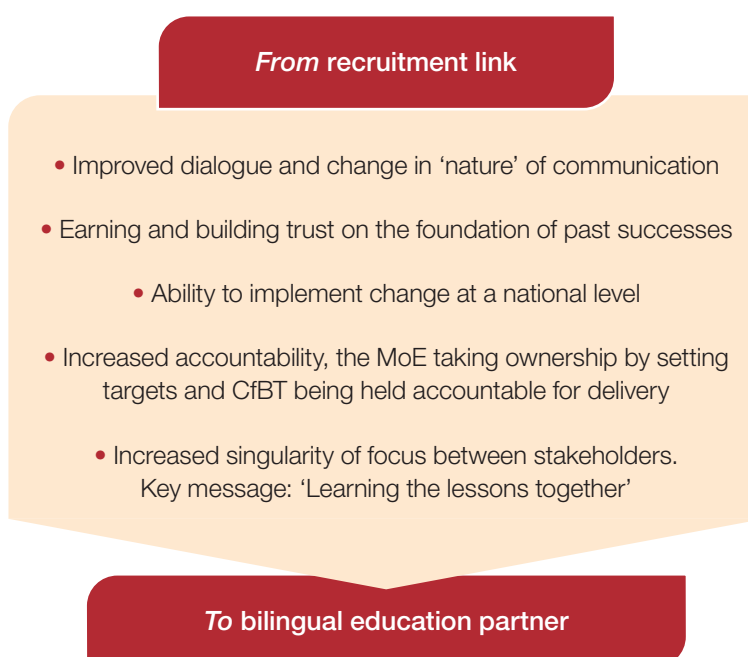 From recruitment link
• Improved dialogue and change in ‘nature’ of communication
• Earning and building trust on the foundation of past successes
• Ability to implement change at a national level
• Increased accountability, the MoE taking ownership by setting
targets and CfBT being held accountable for delivery
• Increased singularity of focus between stakeholders.
Key message: ‘Learning the lessons together’
To bilingual education partner